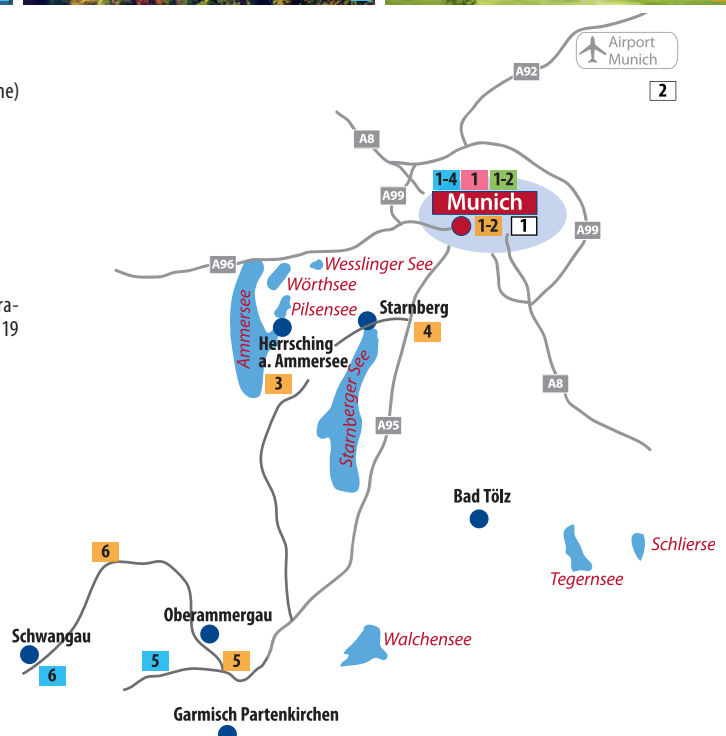 Airport
Munich
A92
ne)
2
A8
1-4 1 1-2
A99
Munich
1-2 1
A99
A96
Wesslinger See
Wörthsee
Pilsensee
Starnberg
ra-
19
Ammersee
Herrsching
a. Ammersee
4
3
Starnberger See
A8
A95
Bad Tölz
Schlierse
6
Tegernsee
Oberammergau
Schwangau
Walchensee
5
5
6
Garmisch Partenkirchen